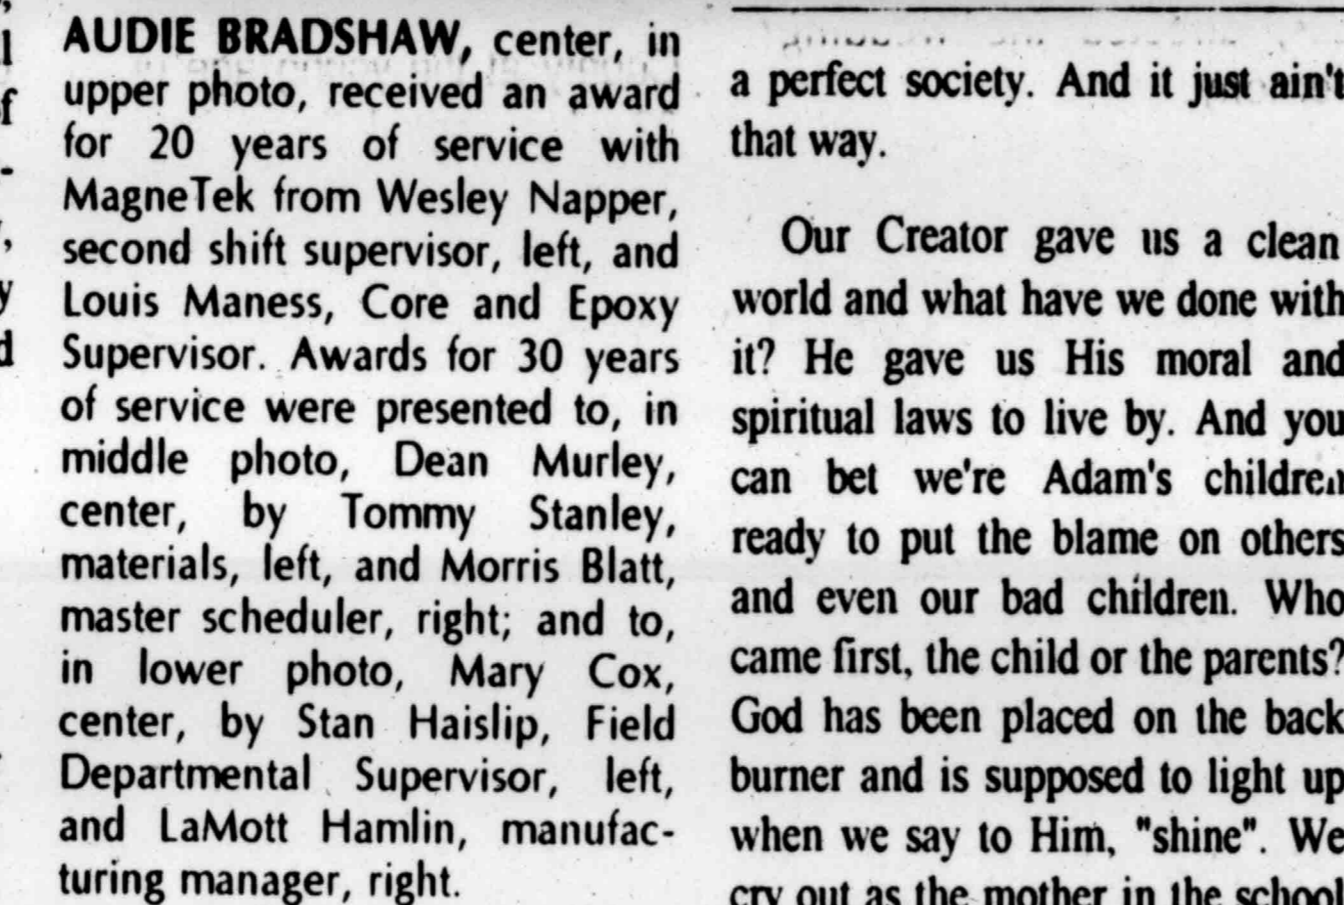 AUDIE BRADSHAW, center, in
upper photo, received an award
for 20 years of service with
MagneTek from Wesley Napper,
second shift supervisor, left, and
Louis Maness, Core and Epoxy
Supervisor. Awards for 30 years
of service were presented to, in
middle photo, Dean Murley,
center, by Tommy Stanley,
materials, left, and Morris Blatt,
master scheduler, right; and to,
in lower photo, Mary Cox,
center, by Stan Haislip, Field
Departmental Supervisor, left,
and LaMott Hamlin, manufac-
turing manager, right.
a perfect society. And it just ain't
that way.
Our Creator gave us a clean
world and what have we done with
it? He gave us His moral and
spiritual laws to live by. And you
can bet we're Adam's children
ready to put the blame on others
and even our bad children. Who
came first, the child or the parents?
God has been placed on the back
burner and is supposed to light up
when we say to Him, "shine". We
cry out as the mother in the school